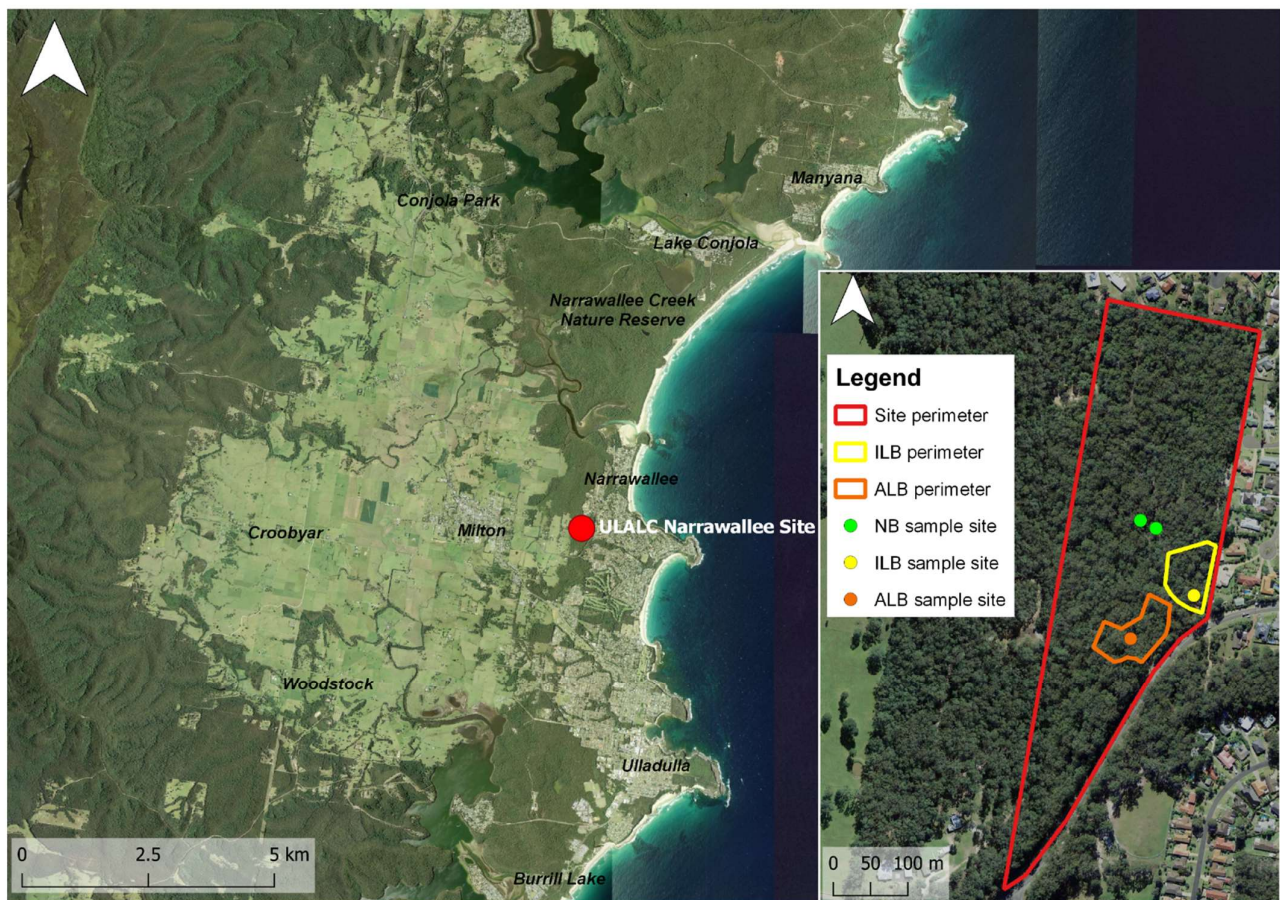 Conjola Park
Manyana
Lake Conjola
Narrawallee Creek
Nature Reserve
Narrawallee
ULALC Narrawallee Site
Croobyar
Milton
Woodstock
Ulladulla
Burrill Lake
0 2.5 5 km
Legend
Site perimeter
ILB perimeter
ALB perimeter
NB sample site
ILB sample site
ALB sample site
0 50 100 m